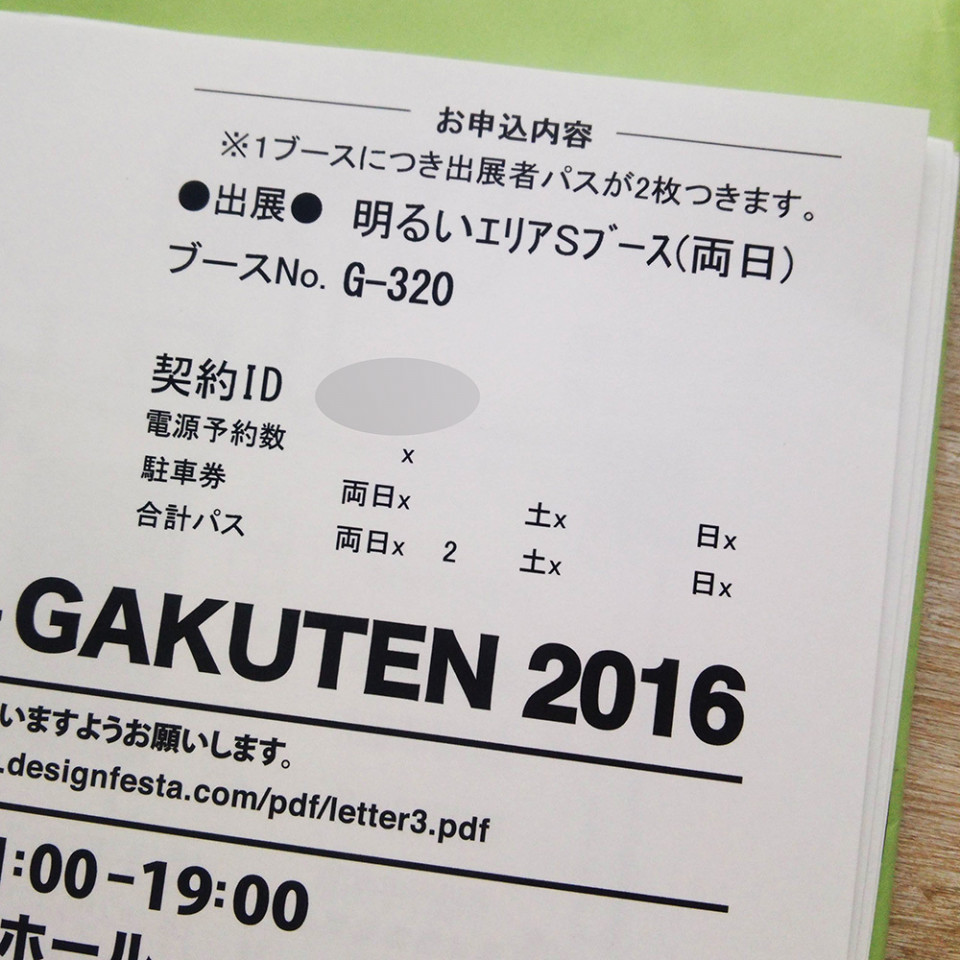 お申込内容
※1ブースにつき出展者パスが2枚つきます。
●出展● 明るいエリアSブース(両日)
ブースNo. G-320
契約ID
電源予約数 x
駐車券 両日x 土x 日x
合計パス 両日x 2 土x 日x
GAKUTEN 2016
いますようお願いします。
.designfesta.com/pdf/letter3.pdf
:00-19:00
ホール